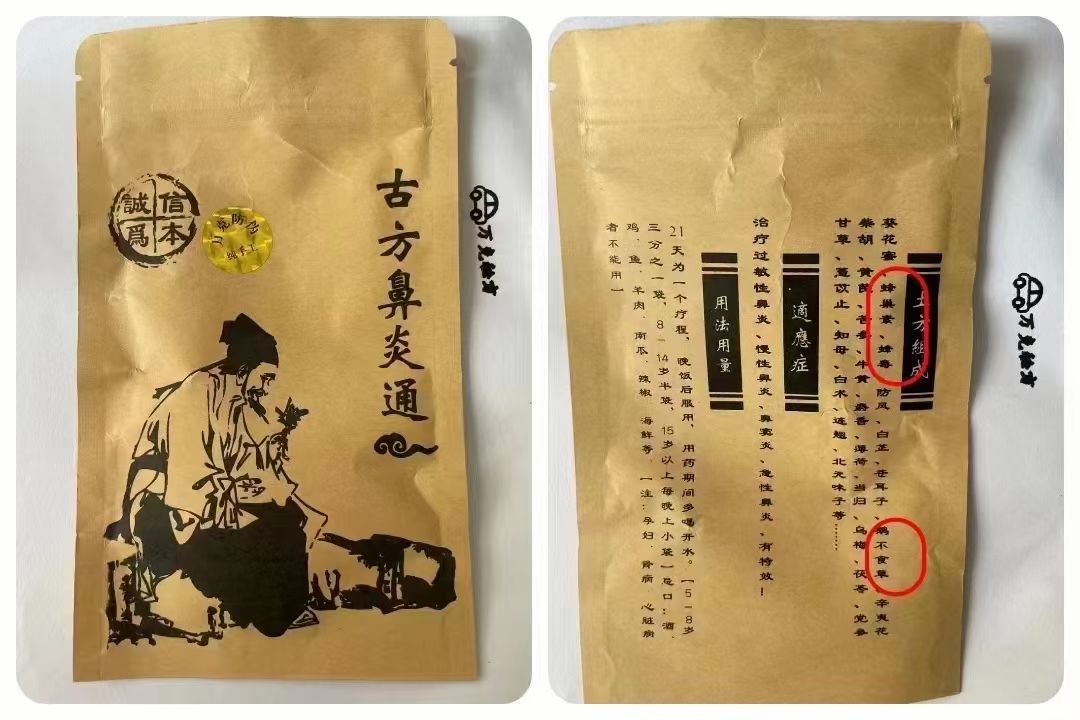 誠信
爲本
防伪
纯手工
古方鼻炎通
土方組成
葵花蜜、蜂巢素、蜂毒 防风、白芷、苍耳子、鹅不食草 辛夷花
柴胡、黄芪、苦参、牛黄、麝香、薄荷、当归、乌梅、茯苓、党参
甘草、薏苡止、知母、白术、连翘、北五味子等……
適應症
治疗过敏性鼻炎、慢性鼻炎、鼻窦炎、急性鼻炎、有特效！
用法用量
21天为一个疗程，晚饭后服用，用药期间多喝开水。【5-8岁
三分之一袋，8-14岁半袋，15岁以上每晚上小袋】忌口：酒、
鸡、鱼、羊肉、南瓜、辣椒 海鲜等、【注：孕妇、肾病、心脏病
者不能用】